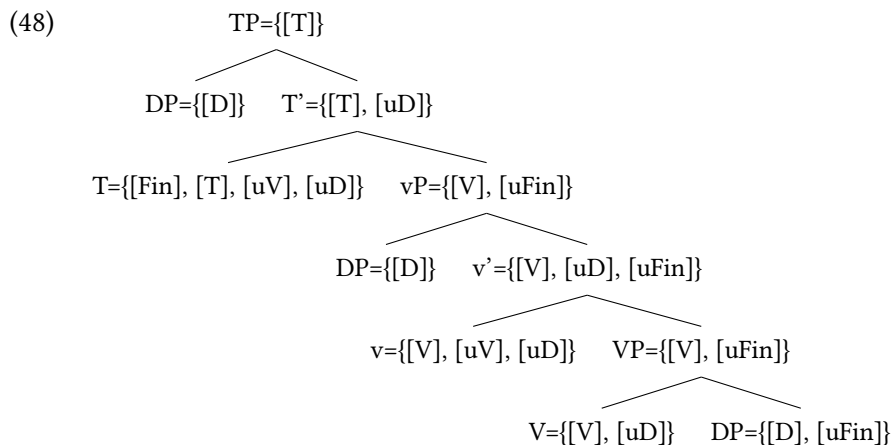 (48) TP={[T]}
DP={[D]} T’={[T], [uD]}
T={[Fin], [T], [uV], [uD]} vP={[V], [uFin]}
DP={[D]} v’={[V], [uD], [uFin]}
v={[V], [uV], [uD]} VP={[V], [uFin]}
V={[V], [uD]} DP={[D], [uFin]}